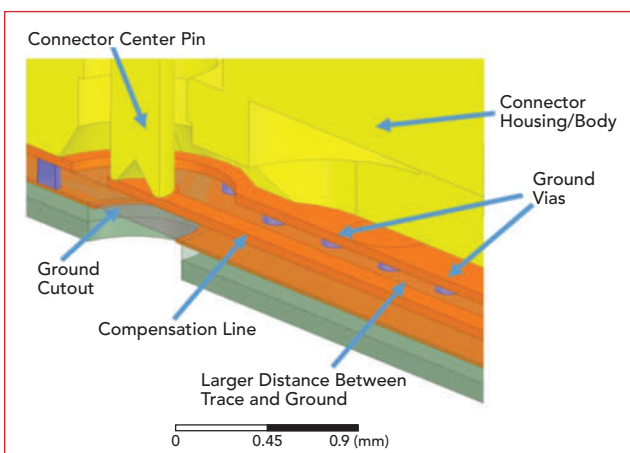 Connector Center Pin
Connector
Housing/Body
Ground
Vias
Ground
Cutout
Compensation Line
Larger Distance Between
Trace and Ground
0 0.45 0.9 (mm)